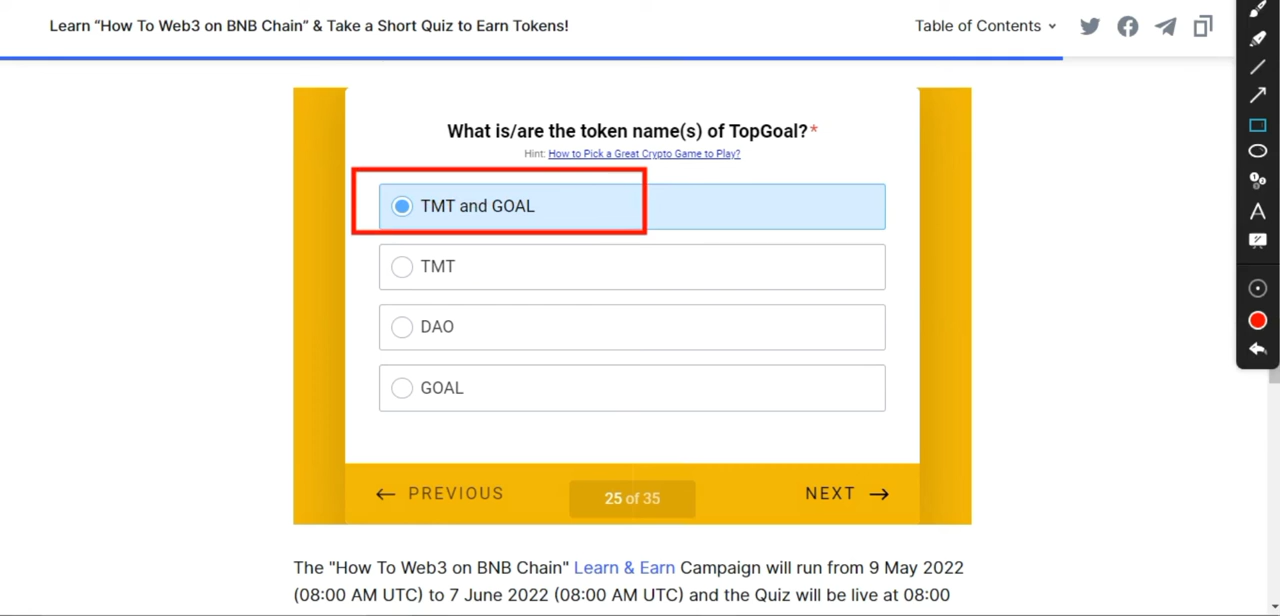 Learn “How To Web3 on BNB Chain” & Take a Short Quiz to Earn Tokens!
Table of Contents
What is/are the token name(s) of TopGoal?*
Hint: How to Pick a Great Crypto Game to Play?
TMT and GOAL
TMT
DAO
GOAL
← PREVIOUS
25 of 35
NEXT →
The "How To Web3 on BNB Chain" Learn & Earn Campaign will run from 9 May 2022
(08:00 AM UTC) to 7 June 2022 (08:00 AM UTC) and the Quiz will be live at 08:00